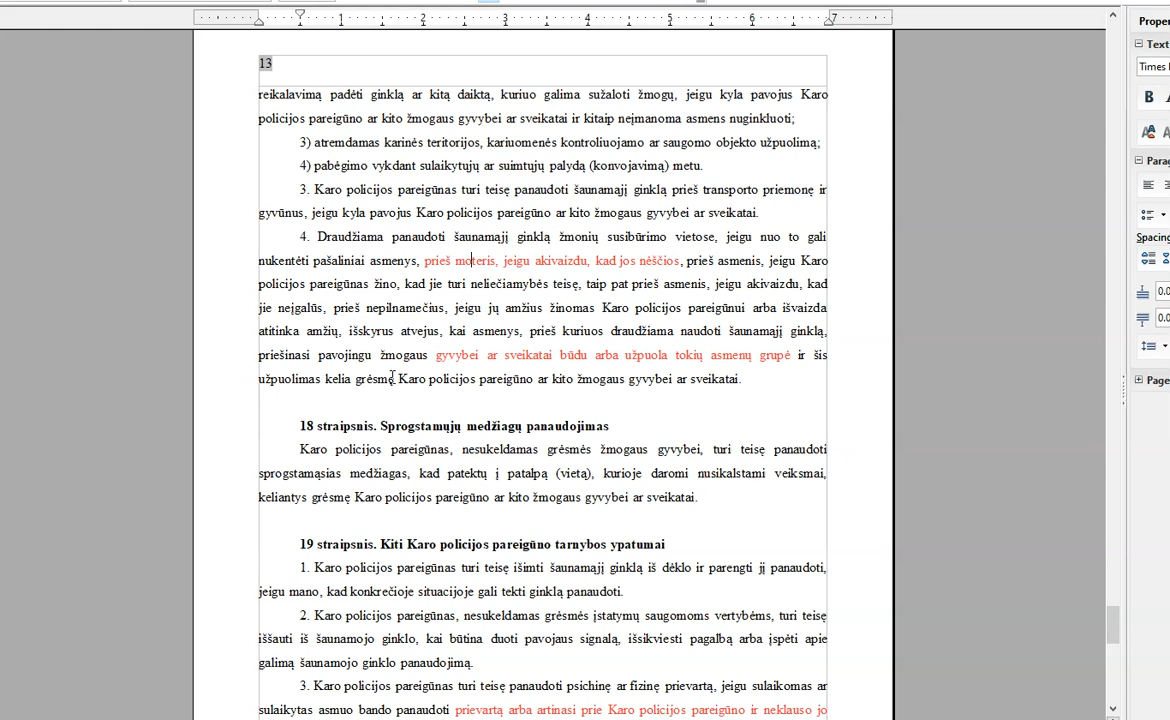 1 2 3 4 5 6 7
Proper
Text
Times
B
Parag
Spacing
0.0
0.0
Page
13
reikalavimą padėti ginklą ar kitą daiktą, kuriuo galima sužaloti žmogų, jeigu kyla pavojus Karo
policijos pareigūno ar kito žmogaus gyvybei ar sveikatai ir kitaip neįmanoma asmens nuginkluoti;
3) atremdamas karinės teritorijos, kariuomenės kontroliuojamo ar saugomo objekto užpuolimą;
4) pabėgimo vykdant sulaikytųjų ar suimtųjų palydą (konvojavimą) metu.
3. Karo policijos pareigūnas turi teisę panaudoti šaunamąjį ginklą prieš transporto priemonę ir
gyvūnus, jeigu kyla pavojus Karo policijos pareigūno ar kito žmogaus gyvybei ar sveikatai.
4. Draudžiama panaudoti šaunamąjį ginklą žmonių susibūrimo vietose, jeigu nuo to gali
nukentėti pašaliniai asmenys, prieš moteris, jeigu akivaizdu, kad jos nėščios, prieš asmenis, jeigu Karo
policijos pareigūnas žino, kad jie turi neliečiamybės teisę, taip pat prieš asmenis, jeigu akivaizdu, kad
jie neįgalūs, prieš nepilnamečius, jeigu jų amžius žinomas Karo policijos pareigūnui arba išvaizda
atitinka amžių, išskyrus atvejus, kai asmenys, prieš kuriuos draudžiama naudoti šaunamąjį ginklą,
priešinasi pavojingu žmogaus gyvybei ar sveikatai būdu arba užpuola tokių asmenų grupė ir šis
užpuolimas kelia grėsmę Karo policijos pareigūno ar kito žmogaus gyvybei ar sveikatai.
18 straipsnis. Sprogstamųjų medžiagų panaudojimas
Karo policijos pareigūnas, nesukeldamas grėsmės žmogaus gyvybei, turi teisę panaudoti
sprogstamąsias medžiagas, kad patektų į patalpą (vietą), kurioje daromi nusikalstami veiksmai,
keliantys grėsmę Karo policijos pareigūno ar kito žmogaus gyvybei ar sveikatai.
19 straipsnis. Kiti Karo policijos pareigūno tarnybos ypatumai
1. Karo policijos pareigūnas turi teisę išimti šaunamąjį ginklą iš dėklo ir parengti jį panaudoti,
jeigu mano, kad konkrečioje situacijoje gali tekti ginklą panaudoti.
2. Karo policijos pareigūnas, nesukeldamas grėsmės įstatymų saugomoms vertybėms, turi teisę
iššauti iš šaunamojo ginklo, kai būtina duoti pavojaus signalą, išsikviesti pagalbą arba įspėti apie
galimą šaunamojo ginklo panaudojimą.
3. Karo policijos pareigūnas turi teisę panaudoti psichinę ar fizinę prievartą, jeigu sulaikomas ar
sulaikytas asmuo bando panaudoti prievartą arba artinasi prie Karo policijos pareigūno ir neklauso jo